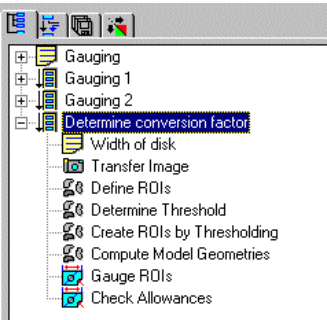 Gauging
Gauging 1
Gauging 2
Determine conversion factor
Width of disk
Transfer Image
Define ROIs
Determine Threshold
Create ROIs by Thresholding
Compute Model Geometries
Gauge ROIs
Check Allowances